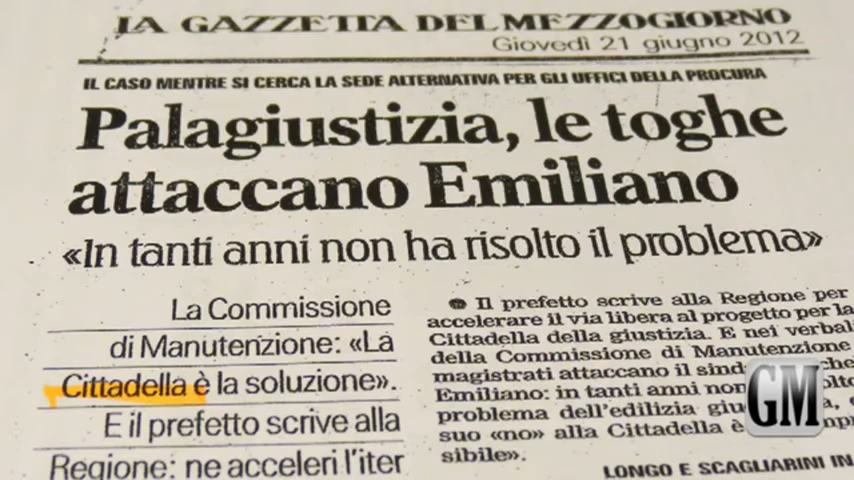 LA GAZZETTA DEL MEZZOGIORNO
Giovedì 21 giugno 2012
IL CASO MENTRE SI CERCA LA SEDE ALTERNATIVA PER GLI UFFICI DELLA PROCURA
Palagiustizia, le toghe
attaccano Emiliano
«In tanti anni non ha risolto il problema»
La Commissione
di Manutenzione: «La
Cittadella è la soluzione».
E il prefetto scrive alla
Regione: ne acceleri l'iter
Il prefetto scrive alla Regione per
accelerare il via libera al progetto per la
Cittadella della giustizia. E nei verbali
della Commissione di Manutenzione
magistrati attaccano il
Emiliano: in tanti anni non
problema dell'edilizia
suo «no» alla Cittadella è
sibile».
LONGO E SCAGLIARINI IN
GM